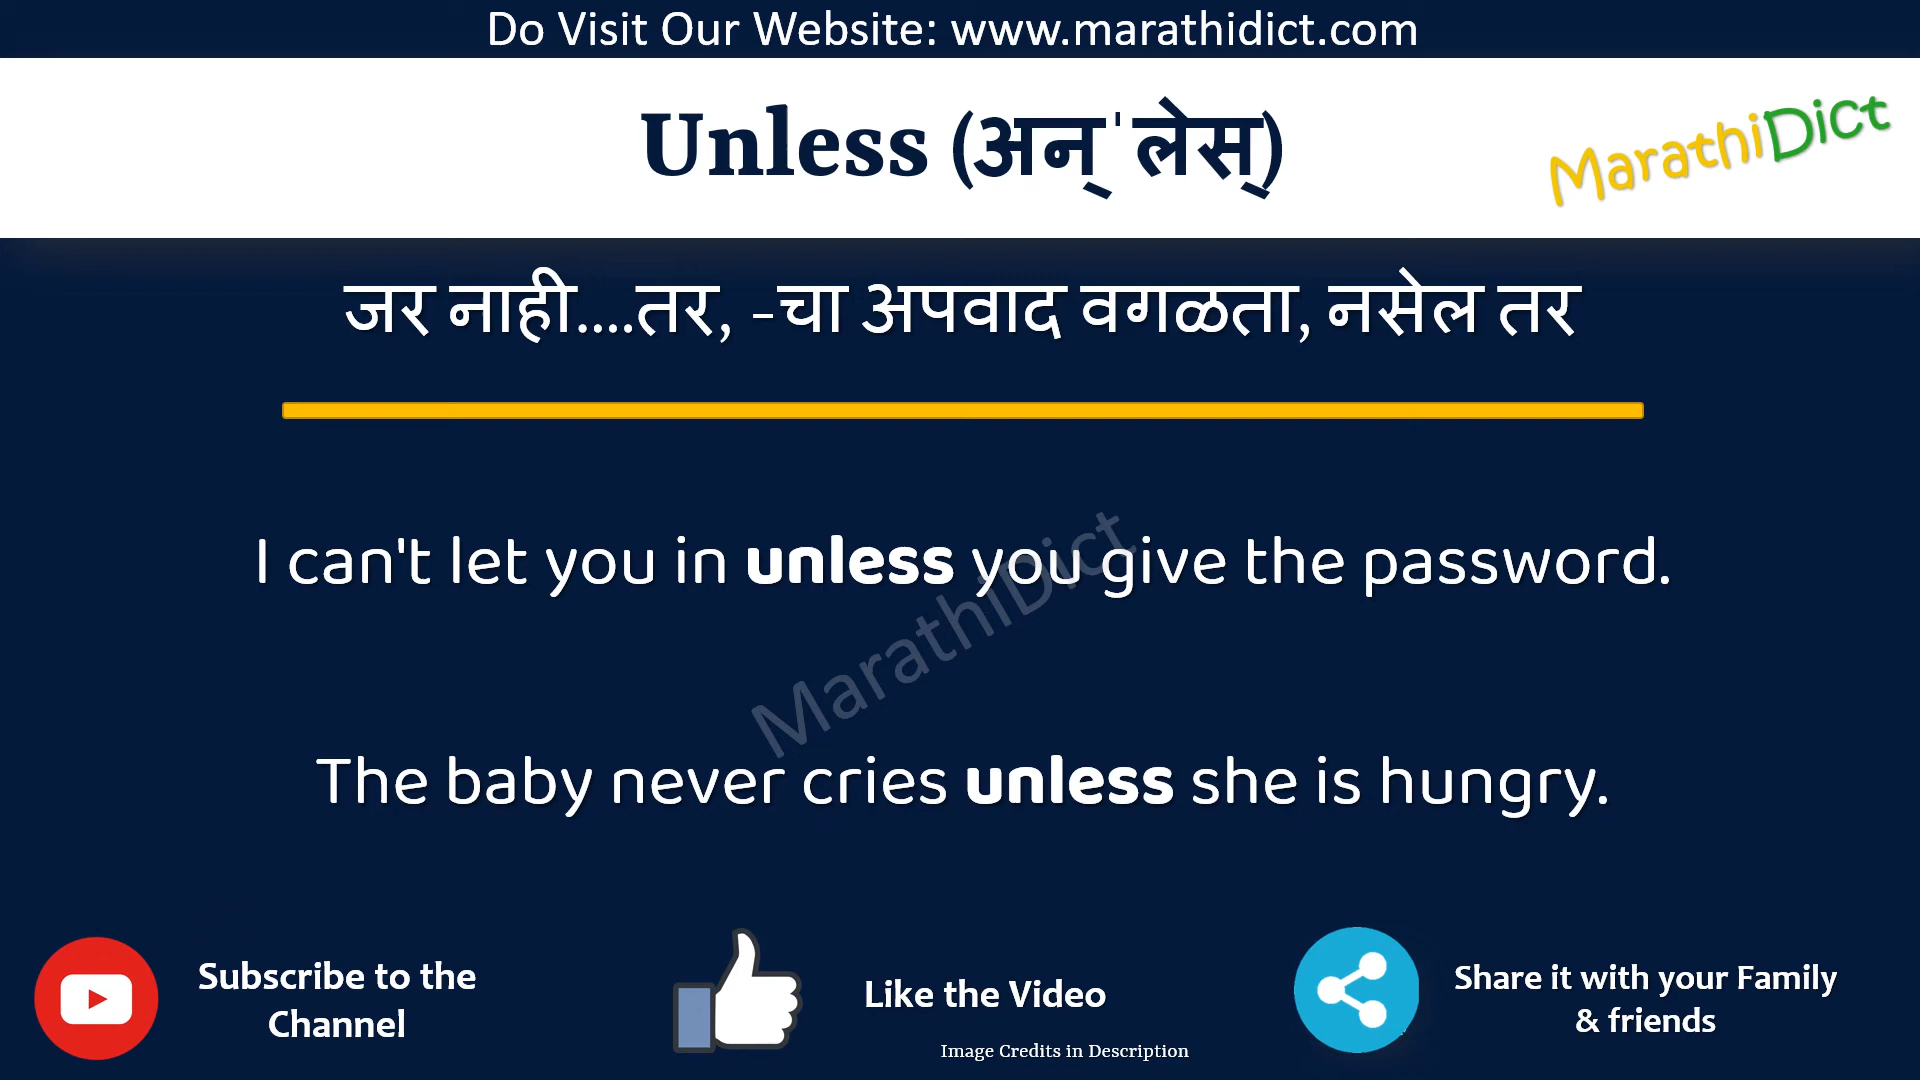 Do Visit Our Website: www.marathidict.com
Unless (अन्ˈलेस्)
MarathiDict
जर नाही....तर, -चा अपवाद वगळता, नसेल तर
I can't let you in unless you give the password.
MarathiDict
The baby never cries unless she is hungry.
Subscribe to the
Channel
Like the Video
Share it with your Family
& friends
Image Credits in Description